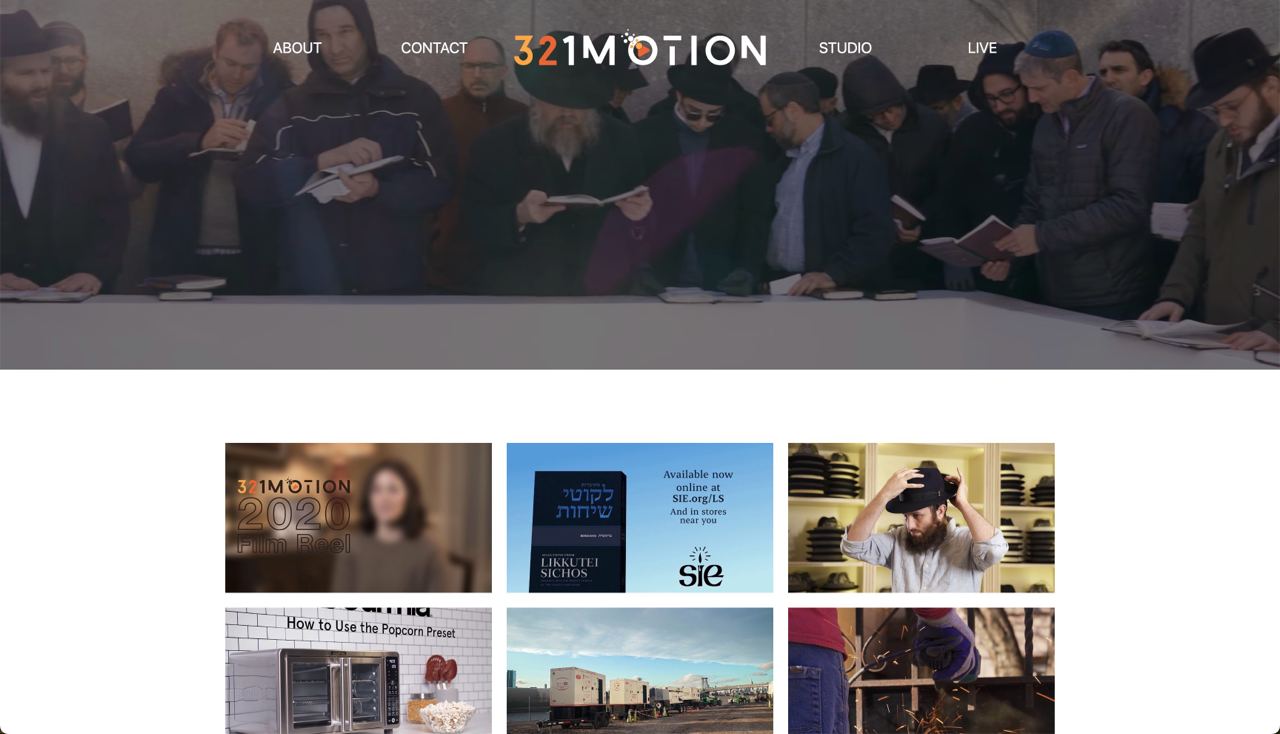 ABOUT
CONTACT
321MOTION
STUDIO
LIVE
321MOTION
2020
Film Reel
לקוטי
שיחות
LIKKUTEI
SICHOS
Available now
online at
SIE.org/LS
And in stores
near you
sie
How to Use the Popcorn Preset